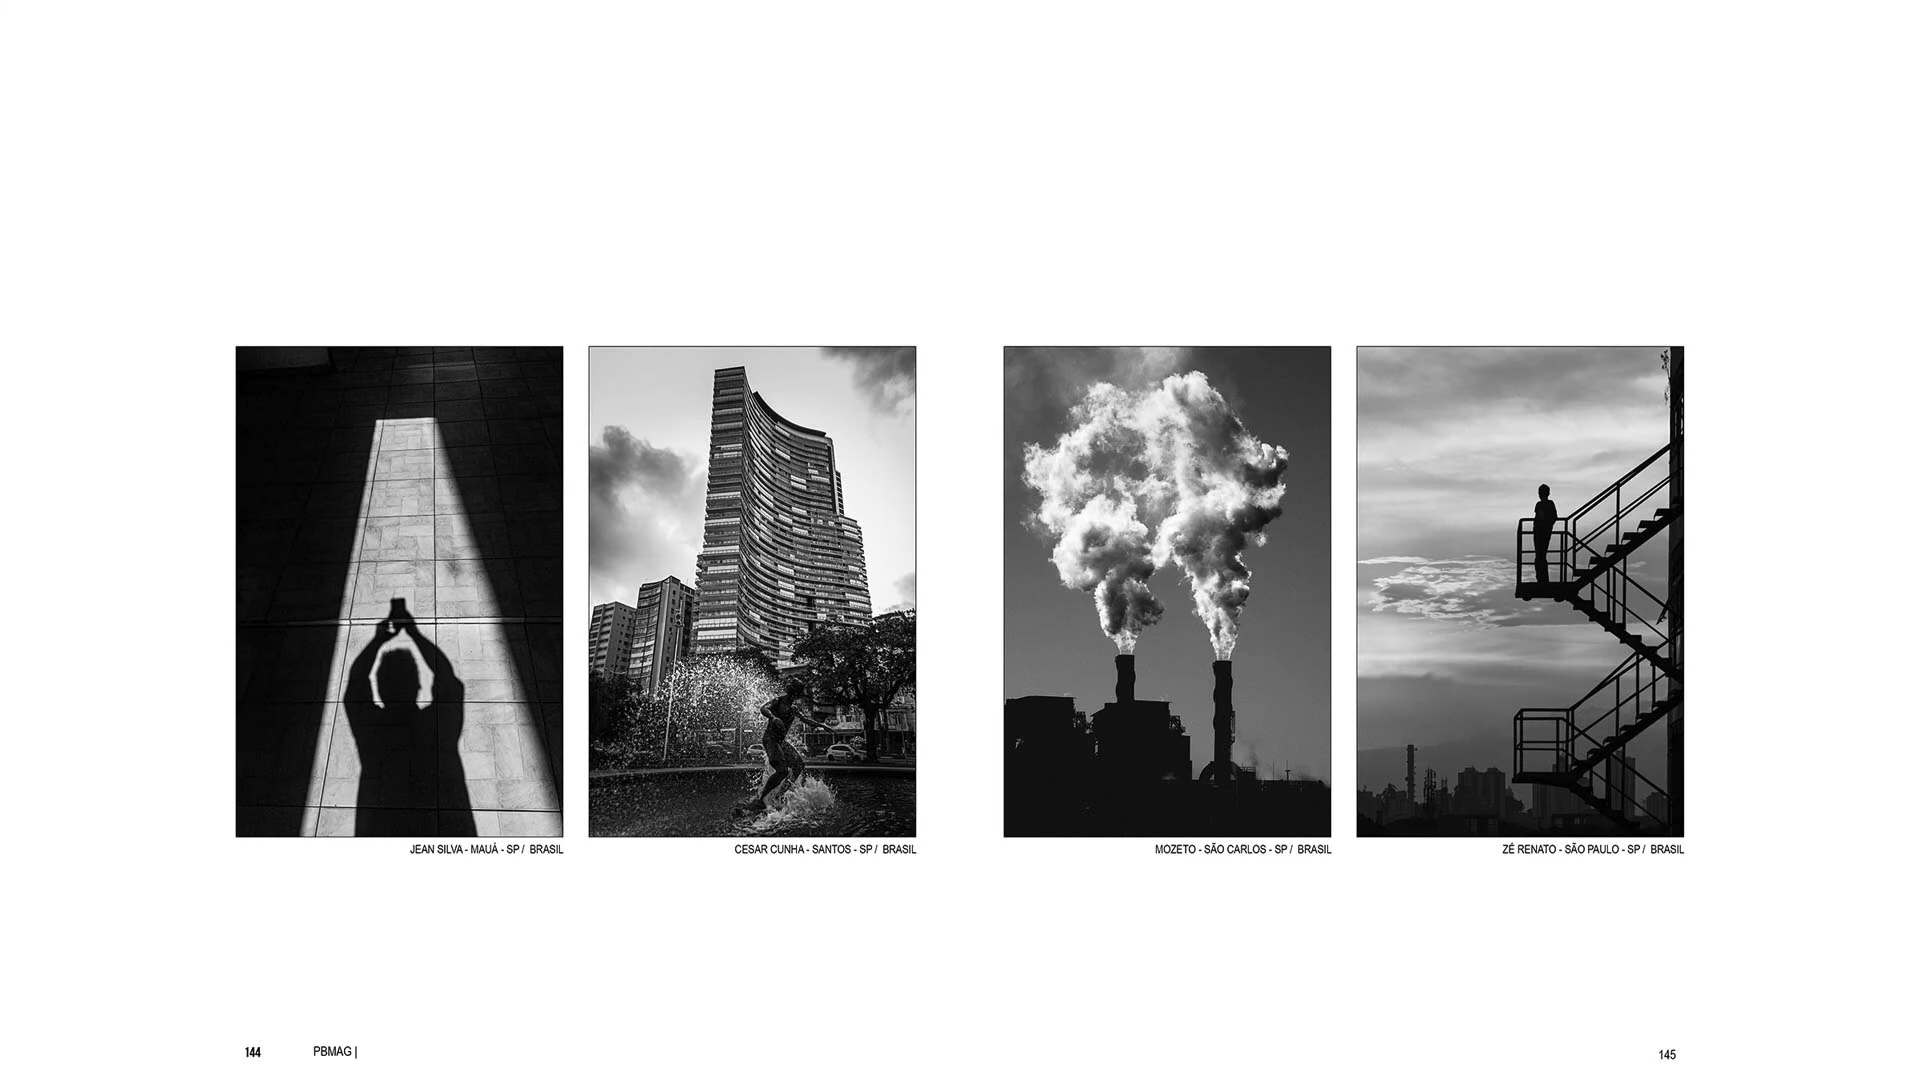 JEAN SILVA - MAUÁ - SP / BRASIL
CESAR CUNHA - SANTOS - SP / BRASIL
MOZETO - SÃO CARLOS - SP / BRASIL
ZÉ RENATO - SÃO PAULO - SP / BRASIL
144 PBMAG |
145